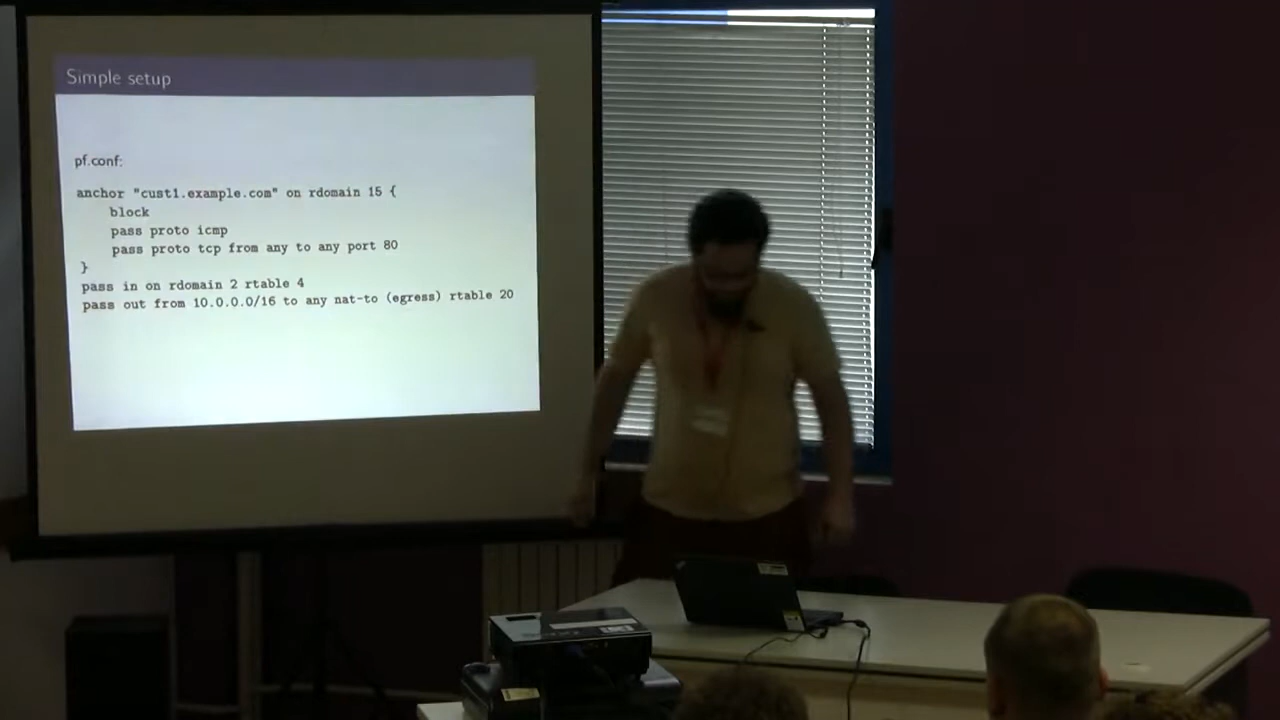 Simple setup
pf.conf:
anchor "cust1.example.com" on rdomain 15 {
block
pass proto icmp
pass proto tcp from any to any port 80
}
pass in on rdomain 2 rtable 4
pass out from 10.0.0.0/16 to any nat-to (egress) rtable 20